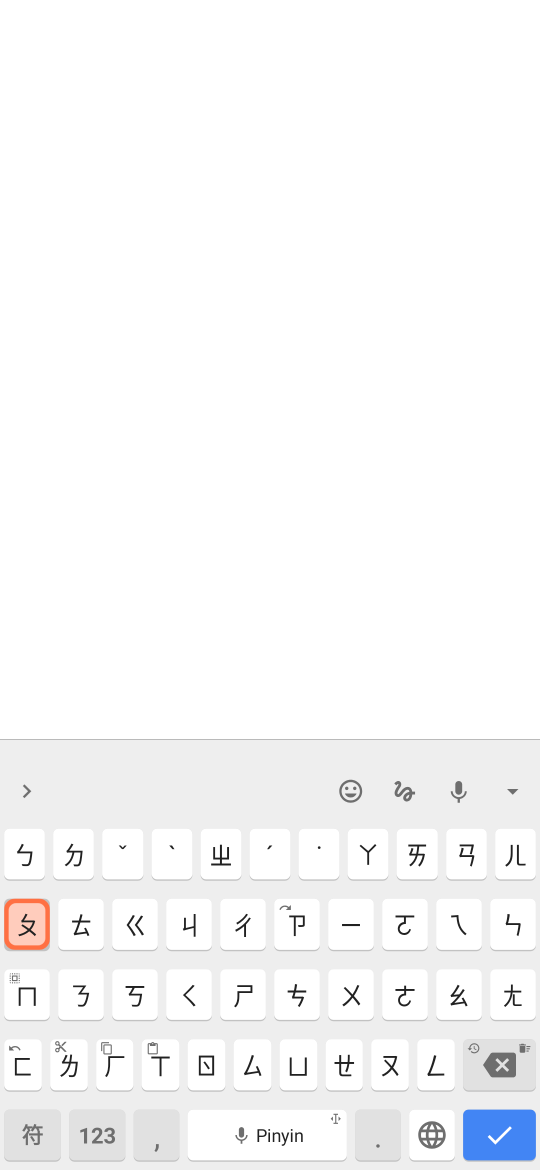 ㄅ ㄉ ˇ ˋ ㄓ ˊ ˙ ㄚ ㄞ ㄢ ㄦ
ㄆ ㄊ ㄍ ㄐ ㄔ ㄗ ㄧ ㄛ ㄟ ㄣ
ㄇ ㄋ ㄎ ㄑ ㄕ ㄘ ㄨ ㄜ ㄠ ㄤ
ㄈ ㄌ ㄏ ㄒ ㄖ ㄙ ㄩ ㄝ ㄡ ㄥ
符 123 , Pinyin .